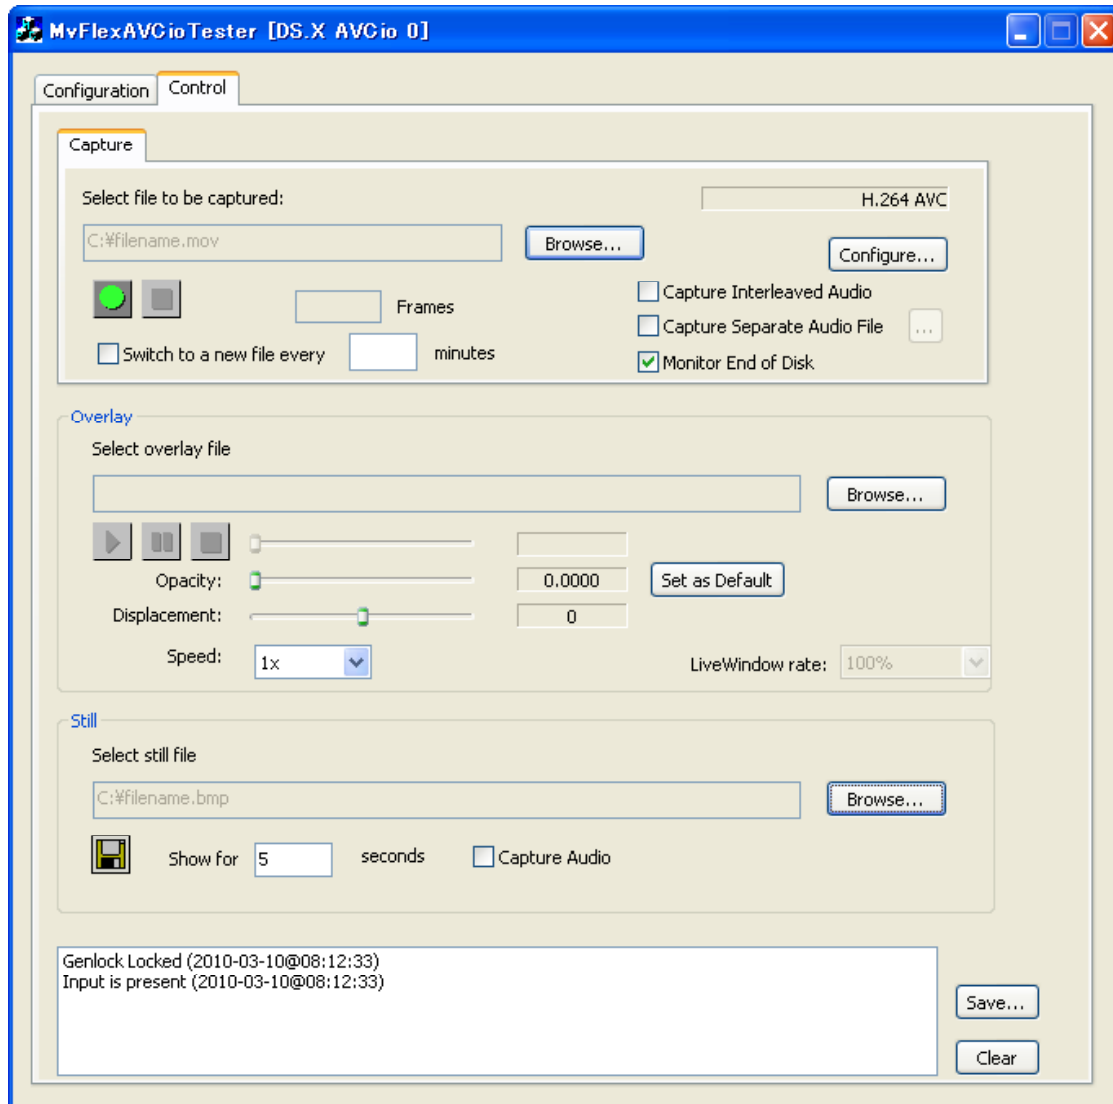 MvFlexAVCioTester [DS.X AVCio 0]
Configuration Control
Capture
Select file to be captured:
H.264 AVC
C:¥filename.mov
Browse...
Configure...
Capture Interleaved Audio
Frames
Capture Separate Audio File ...
Switch to a new file every minutes
Monitor End of Disk
Overlay
Select overlay file
Browse...
Opacity: 0.0000 Set as Default
Displacement: 0
Speed: 1x LiveWindow rate: 100%
Still
Select still file
C:¥filename.bmp Browse...
Show for 5 seconds Capture Audio
Genlock Locked (2010-03-10@08:12:33)
Input is present (2010-03-10@08:12:33)
Save...
Clear